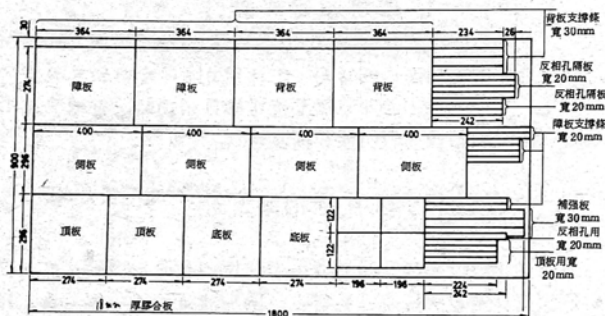 背板支撐條
寬 30mm
30
364
364
364
364
234
26
反相孔隔板
寬 20mm
反相孔隔板
寬 20mm
274
障板
障板
背板
背板
242
障板支撐條
寬 20mm
400
400
400
400
900
296
側板
側板
側板
側板
補強板
寬 30mm
122
反相孔用
寬 20mm
296
頂板
頂板
底板
底板
122
頂板用寬
20mm
274
274
274
274
196
196
224
242
厚膠合板
1800